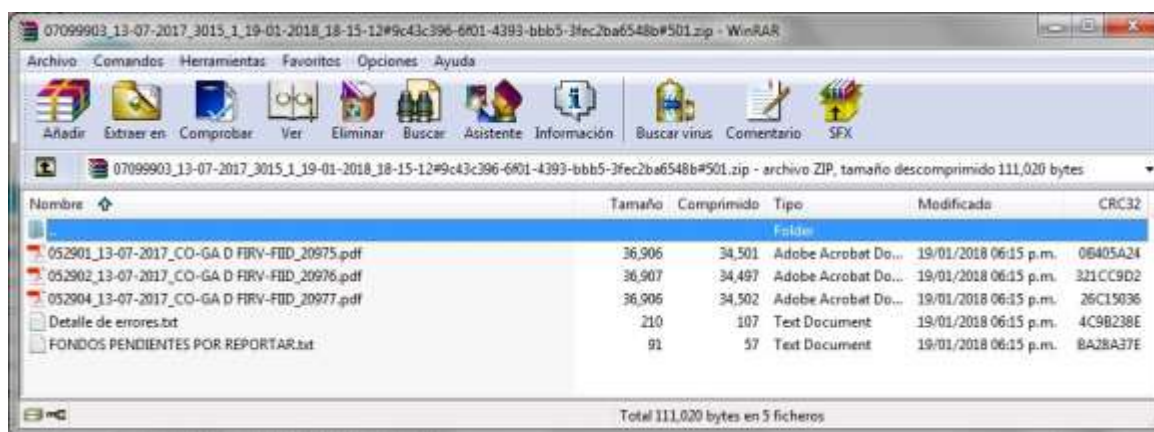 07099903_13-07-2017_3015_1_19-01-2018_18-15-12#9c43c396-6f01-4393-bbb5-3fec2ba6548b#501.zip - WinRAR
Archivo Comandos Herramientas Favoritos Opciones Ayuda
Añadir Extraer en Comprobar Ver Eliminar Buscar Asistente Información Buscar virus Comentario SFX
07099903_13-07-2017_3015_1_19-01-2018_18-15-12#9c43c396-6f01-4393-bbb5-3fec2ba6548b#501.zip - archivo ZIP, tamaño descomprimido 111,020 bytes
Nombre Tamaño Comprimido Tipo Modificado CRC32
.. Folder
052901_13-07-2017_CO-GA D FIRV-FIID_20975.pdf 36,906 34,501 Adobe Acrobat Do... 19/01/2018 06:15 p.m. 0B405A24
052902_13-07-2017_CO-GA D FIRV-FIID_20976.pdf 36,907 34,497 Adobe Acrobat Do... 19/01/2018 06:15 p.m. 321CC9D2
052904_13-07-2017_CO-GA D FIRV-FIID_20977.pdf 36,906 34,502 Adobe Acrobat Do... 19/01/2018 06:15 p.m. 26C15036
Detalle de errores.txt 210 107 Text Document 19/01/2018 06:15 p.m. 4C9B238E
FONDOS PENDIENTES POR REPORTAR.txt 91 57 Text Document 19/01/2018 06:15 p.m. BA28A37E
Total 111,020 bytes en 5 ficheros